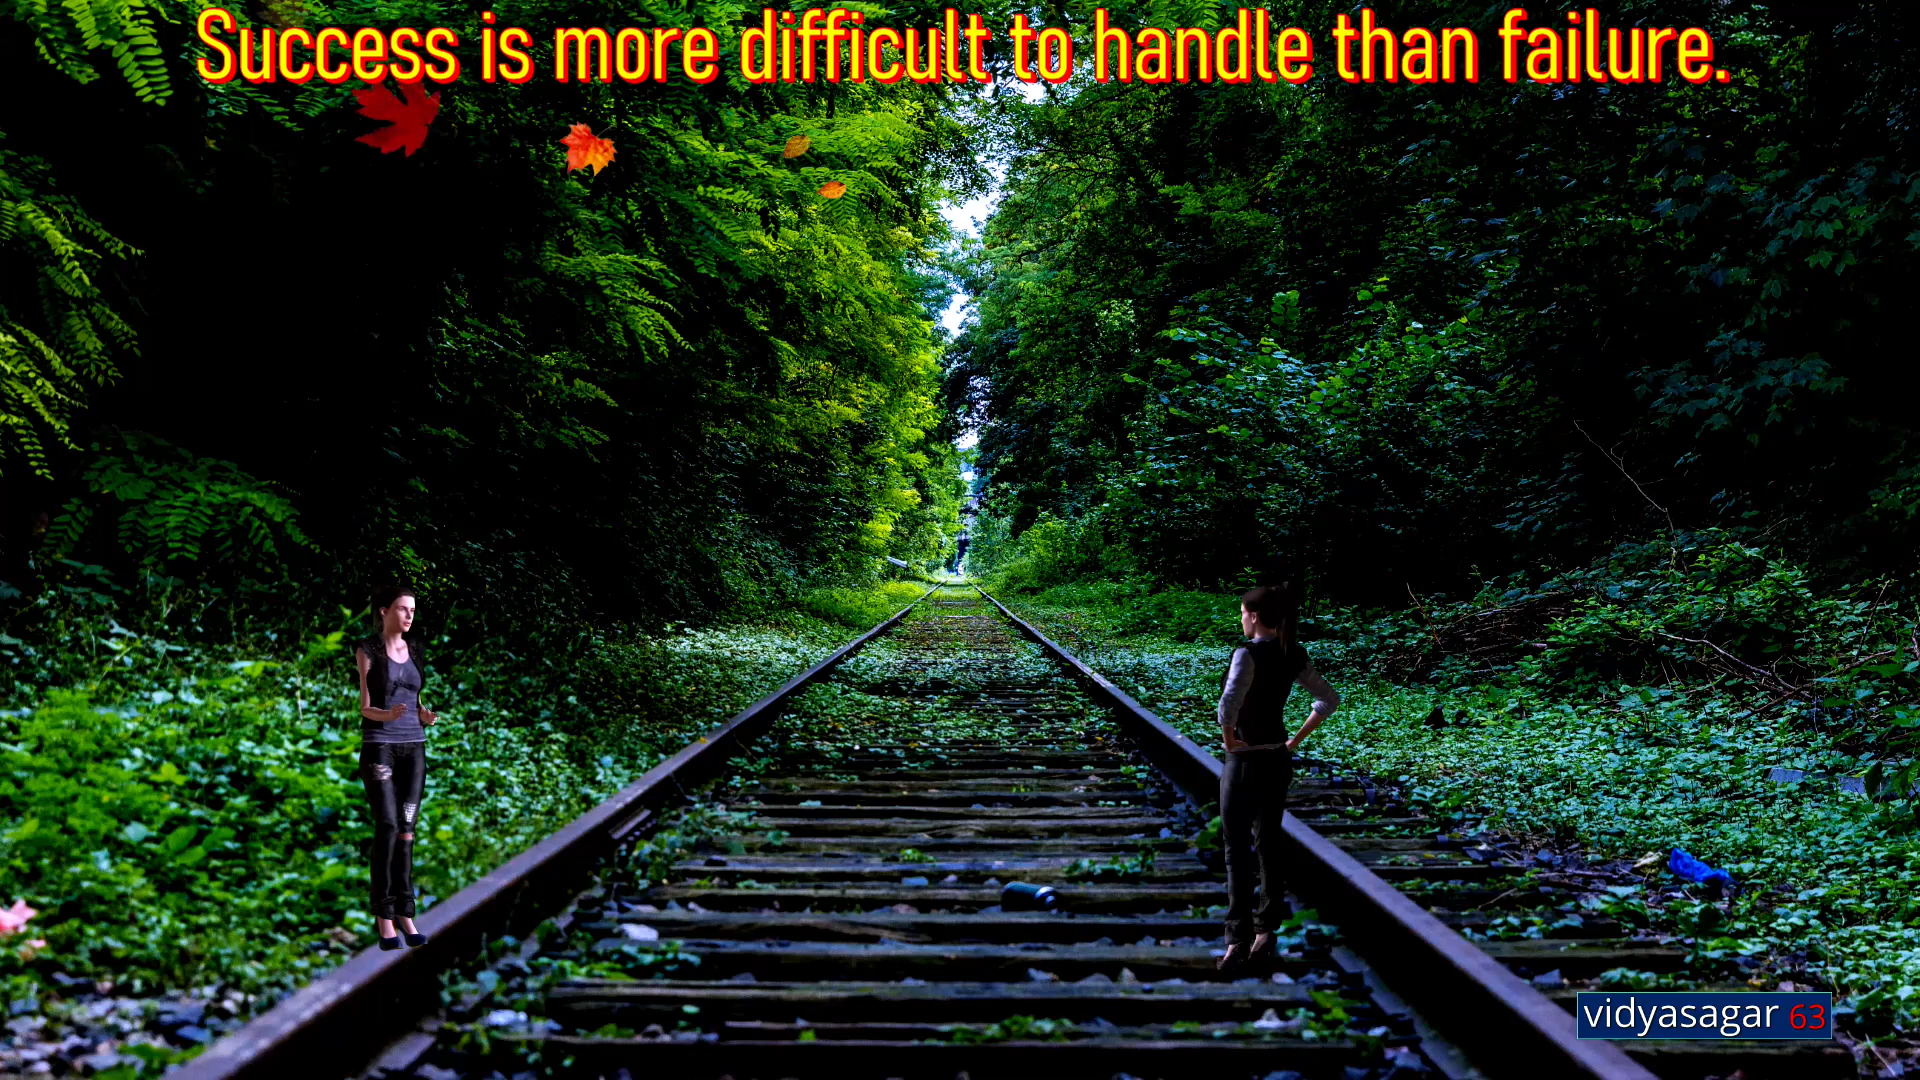 Success is more difficult to handle than failure.
vidyasagar 63